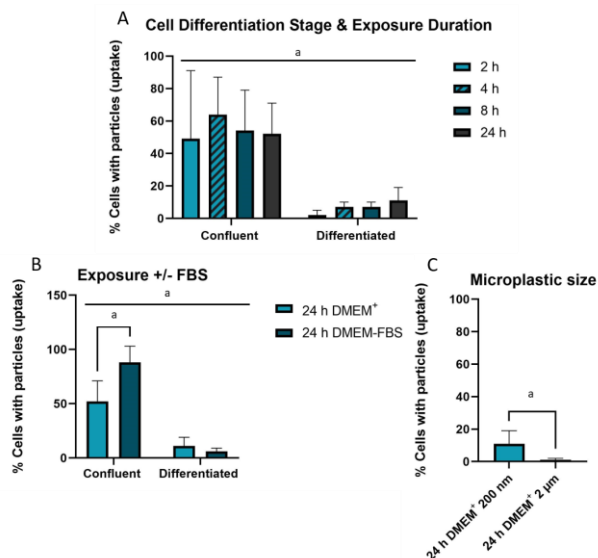 A
Cell Differentiation Stage & Exposure Duration
a
2 h
4 h
8 h
24 h
% Cells with particles (uptake)
100
80
60
40
20
0
Confluent
Differentiated
B
Exposure +/- FBS
a
a
24 h DMEM⁺
24 h DMEM-FBS
% Cells with particles (uptake)
150
100
50
0
Confluent
Differentiated
C
Microplastic size
a
% Cells with particles (uptake)
100
80
60
40
20
0
24 h DMEM⁺ 200 nm
24 h DMEM⁺ 2 µm